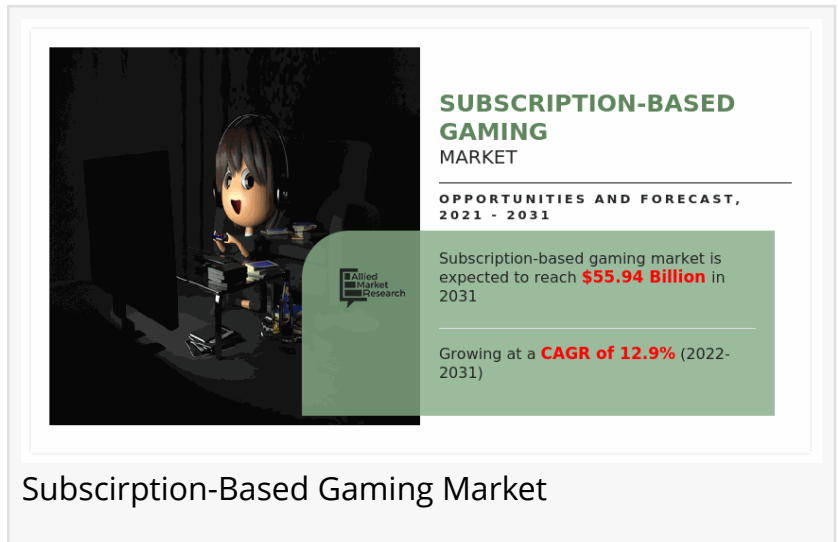 SUBSCRIPTION-BASED
GAMING
MARKET
OPPORTUNITIES AND FORECAST,
2021 - 2031
Allied
Market
Research
Subscription-based gaming market is
expected to reach $55.94 Billion in
2031
Growing at a CAGR of 12.9% (2022-
2031)
Subscirption-Based Gaming Market